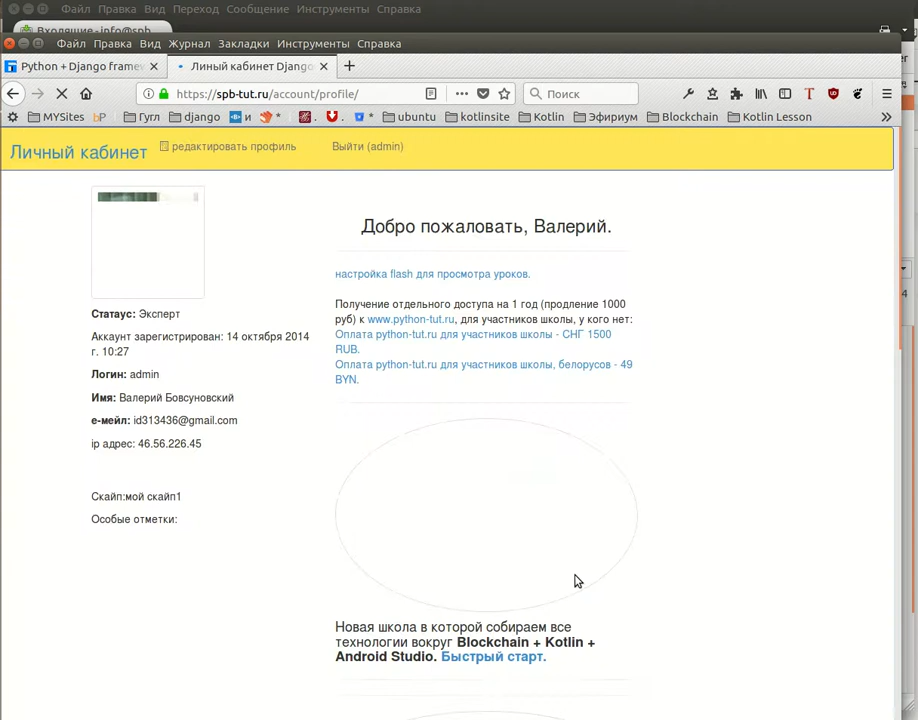 Файл Правка Вид Переход Сообщение Инструменты Справка
Входящие - info@spb
Файл Правка Вид Журнал Закладки Инструменты Справка
Python + Djangoframew
Линый кабинет Django
https://spb-tut.ru/account/profile/
Поиск
MYSites
bP
Гугл
django
и
*
.
.
*
ubuntu
kotlinsite
Kotlin
Эфириум
Blockchain
Kotlin Lesson
Личный кабинет
редактировать профиль
Выйти (admin)
Добро пожаловать, Валерий.
настройка flash для просмотра уроков.
Получение отдельного доступа на 1 год (продление 1000
руб) к www.python-tut.ru, для участников школы, у кого нет:
Оплата python-tut.ru для участников школы - СНГ 1500
RUB.
Оплата python-tut.ru для участников школы, белорусов - 49
BYN.
Статаус: Эксперт
Аккаунт зарегистрирован: 14 октября 2014
г. 10:27
Логин: admin
Имя: Валерий Бовсуновский
е-мейл: id313436@gmail.com
ip адрес: 46.56.226.45
Скайп:мой скайп1
Особые отметки:
Новая школа в которой собираем все
технологии вокруг Blockchain + Kotlin +
Android Studio. Быстрый старт.